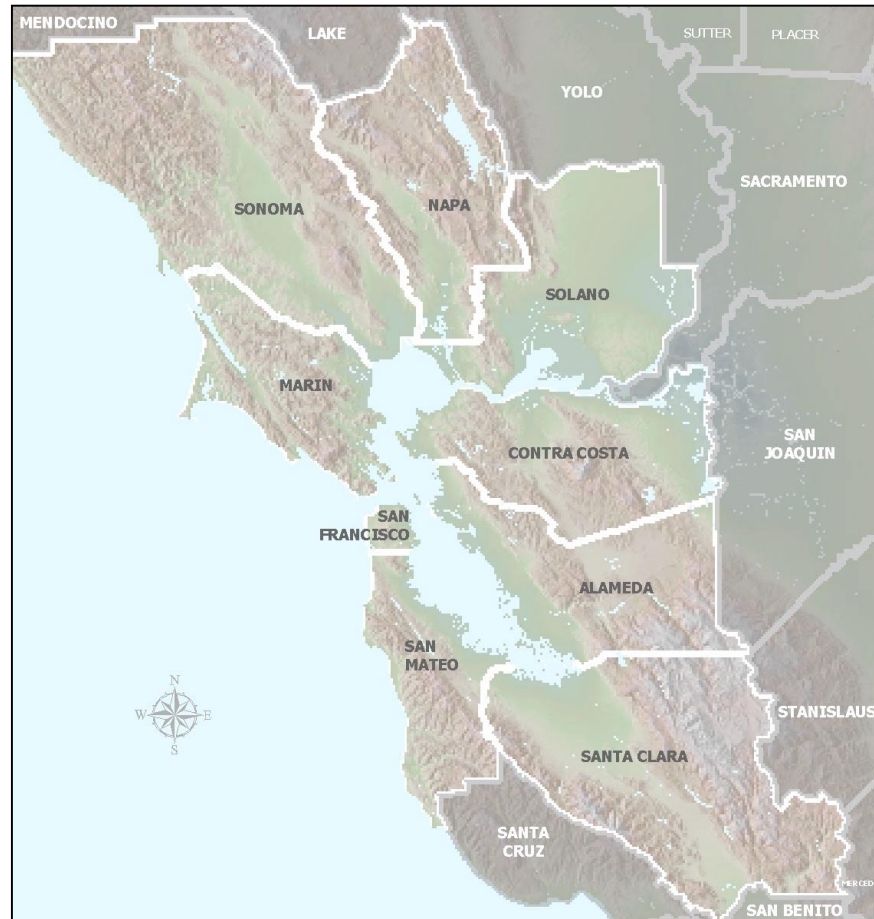 MENDOCINO
LAKE
SUTTER
PLACER
YOLO
SACRAMENTO
SONOMA
NAPA
SOLANO
MARIN
CONTRA COSTA
SAN
JOAQUIN
SAN
FRANCISCO
ALAMEDA
SAN
MATEO
N
W
E
S
STANISLAUS
SANTA CLARA
SANTA
CRUZ
MERCED
SAN BENITO